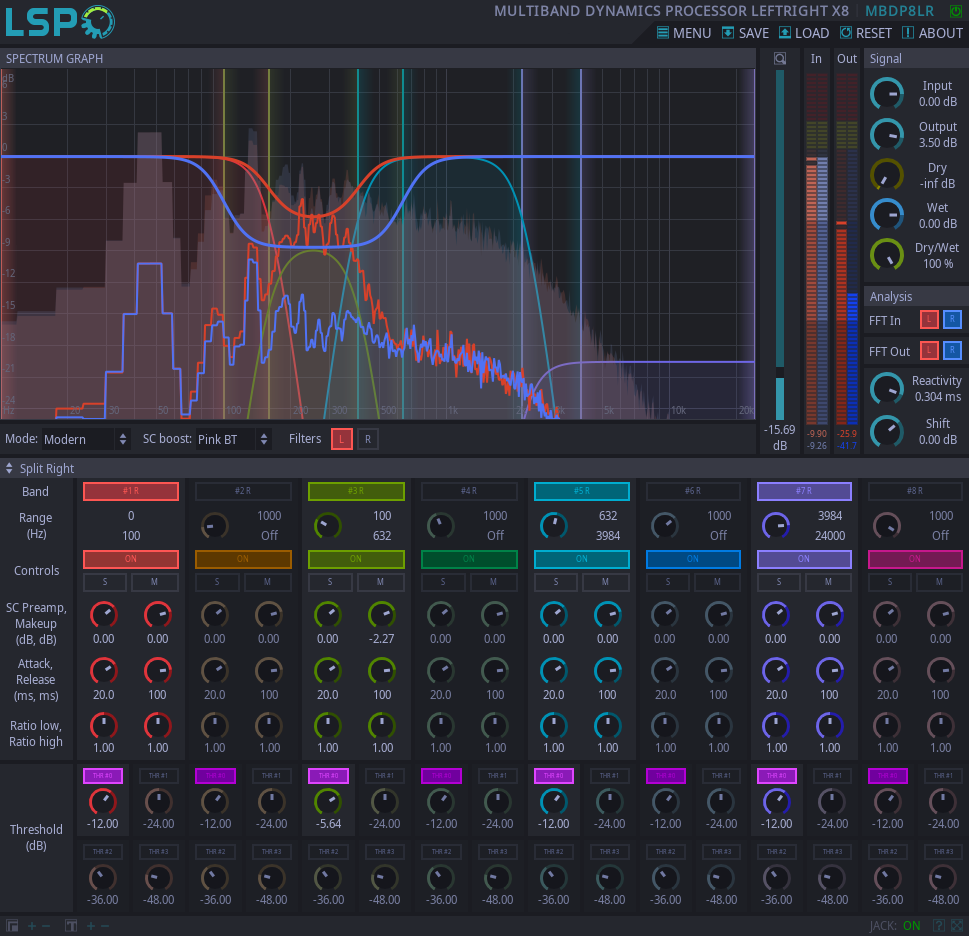 LSP
MULTIBAND DYNAMICS PROCESSOR LEFTRIGHT X8 MBDP8LR
MENU SAVE LOAD RESET ABOUT
SPECTRUM GRAPH
In Out Signal
dB
6
3
0
-3
-6
-9
-12
-15
-18
-21
-24
Hz 20 30 50 100 200 300 500 1k 5k 10k 20k
Input
0.00 dB
Output
3.50 dB
Dry
-inf dB
Wet
0.00 dB
Dry/Wet
100 %
Analysis
FFT In L R
FFT Out L R
Reactivity
0.304 ms
Shift
0.00 dB
-15.69
dB
-9.90 -25.9
-9.26 -41.7
Mode: Modern SC boost: Pink BT Filters L R
Split Right
Band #1 R #2 R #3 R #4 R #5 R #6 R #7 R #8 R
Range
(Hz)
0 1000 100 1000 632 1000 3984 1000
100 Off 632 Off 3984 Off 24000 Off
Controls
ON ON ON ON ON ON ON ON
S M S M S M S M S M S M S M S M
SC Preamp,
Makeup
(dB, dB)
0.00 0.00 0.00 0.00 0.00 -2.27 0.00 0.00 0.00 0.00 0.00 0.00 0.00 0.00 0.00 0.00
Attack,
Release
(ms, ms)
20.0 100 20.0 100 20.0 100 20.0 100 20.0 100 20.0 100 20.0 100 20.0 100
Ratio low,
Ratio high
1.00 1.00 1.00 1.00 1.00 1.00 1.00 1.00 1.00 1.00 1.00 1.00 1.00 1.00 1.00 1.00
THR #0 THR #1 THR #0 THR #1 THR #0 THR #1 THR #0 THR #1 THR #0 THR #1 THR #0 THR #1 THR #0 THR #1 THR #0 THR #1
-12.00 -24.00 -12.00 -24.00 -5.64 -24.00 -12.00 -24.00 -12.00 -24.00 -12.00 -24.00 -12.00 -24.00 -12.00 -24.00
Threshold
(dB)
THR #2 THR #3 THR #2 THR #3 THR #2 THR #3 THR #2 THR #3 THR #2 THR #3 THR #2 THR #3 THR #2 THR #3 THR #2 THR #3
-36.00 -48.00 -36.00 -48.00 -36.00 -48.00 -36.00 -48.00 -36.00 -48.00 -36.00 -48.00 -36.00 -48.00 -36.00 -48.00
JACK: ON